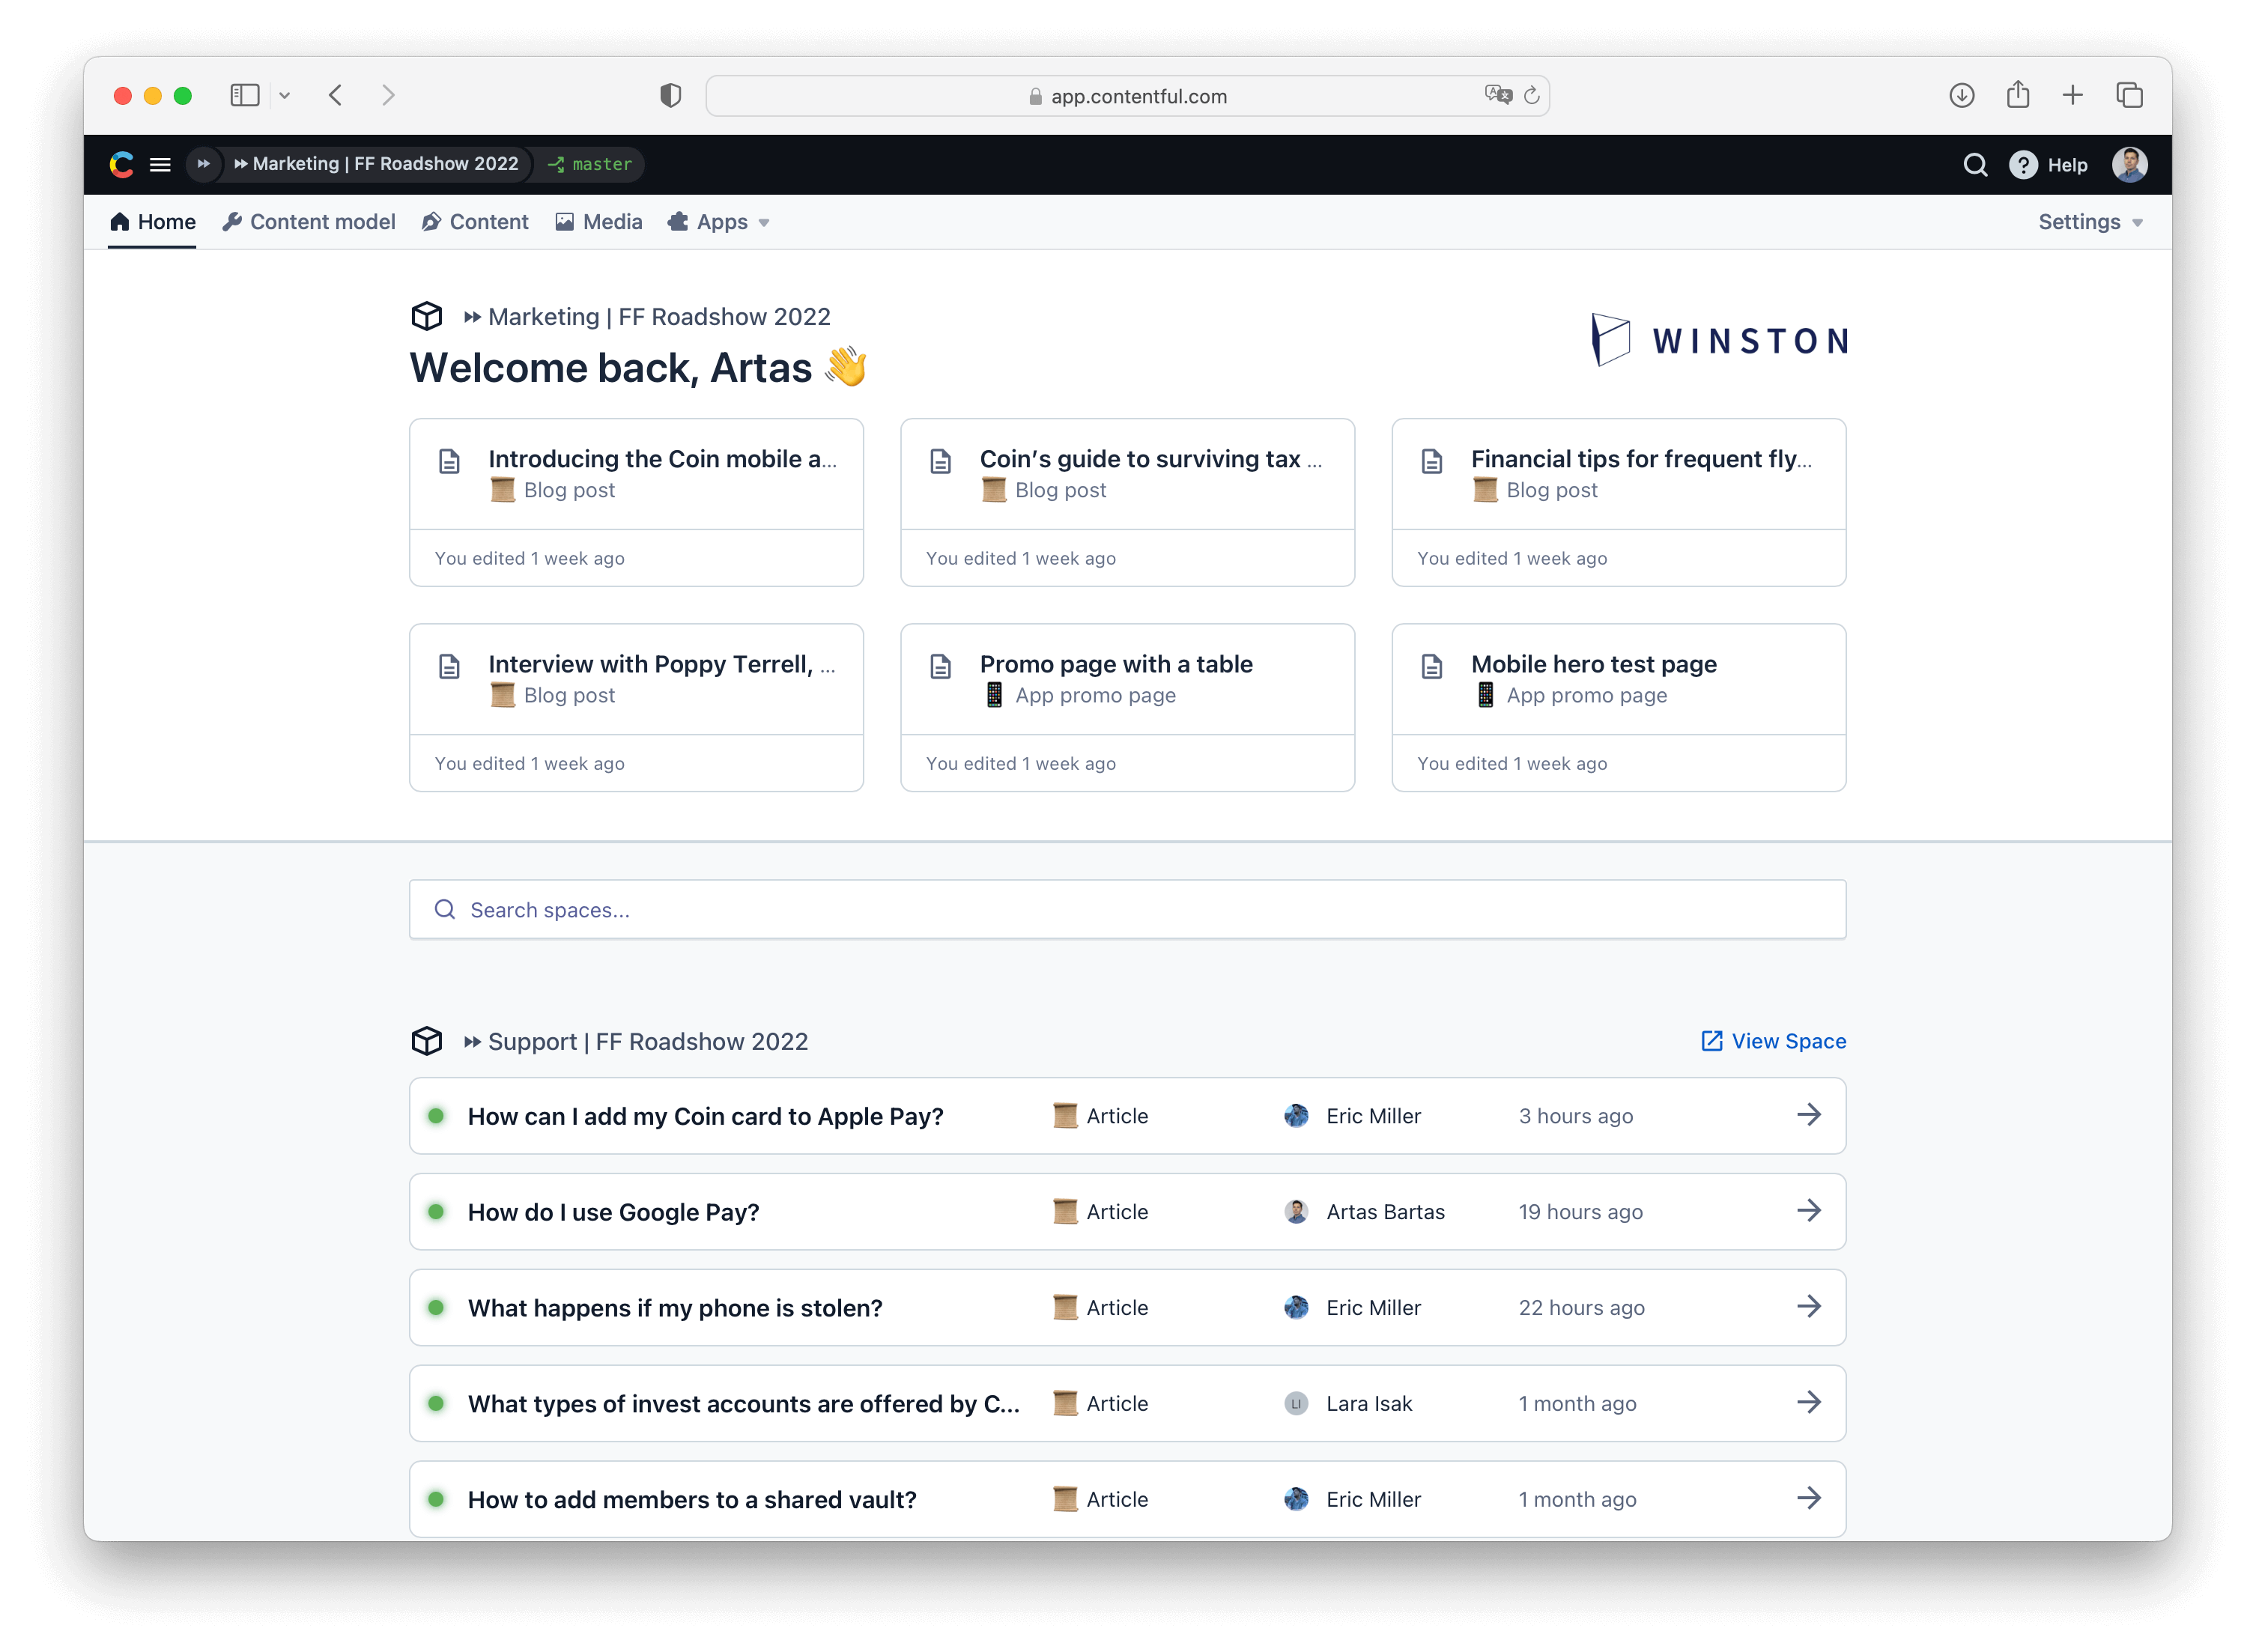 app.contentful.com
Marketing | FF Roadshow 2022 master
Help
Home Content model Content Media Apps Settings
Marketing | FF Roadshow 2022
WINSTON
Welcome back, Artas 👋
Introducing the Coin mobile a...
Blog post
You edited 1 week ago
Coin’s guide to surviving tax ...
Blog post
You edited 1 week ago
Financial tips for frequent fly...
Blog post
You edited 1 week ago
Interview with Poppy Terrell, ...
Blog post
You edited 1 week ago
Promo page with a table
App promo page
You edited 1 week ago
Mobile hero test page
App promo page
You edited 1 week ago
Search spaces...
Support | FF Roadshow 2022 View Space
How can I add my Coin card to Apple Pay? Article Eric Miller 3 hours ago
How do I use Google Pay? Article Artas Bartas 19 hours ago
What happens if my phone is stolen? Article Eric Miller 22 hours ago
What types of invest accounts are offered by C... Article LI Lara Isak 1 month ago
How to add members to a shared vault? Article Eric Miller 1 month ago